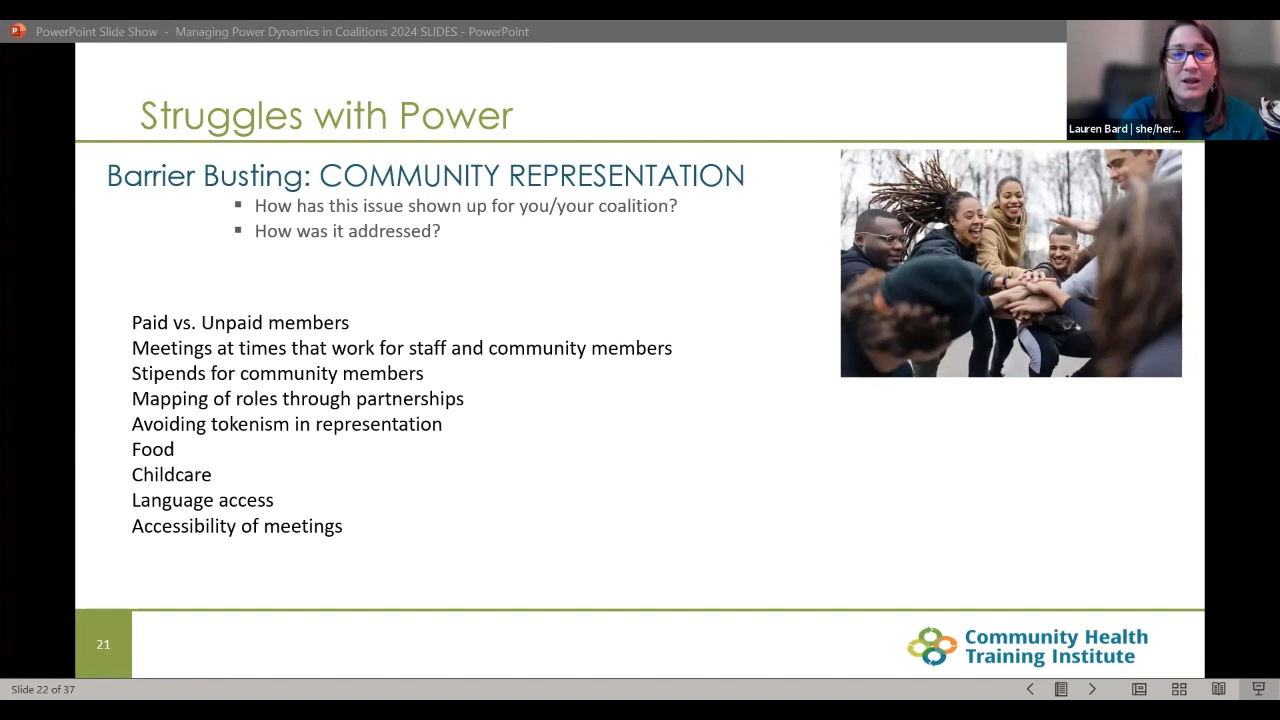 PowerPoint Slide Show - Managing Power Dynamics in Coalitions 2024 SLIDES - PowerPoint
Lauren Bard | she/her...
Struggles with Power
Barrier Busting: COMMUNITY REPRESENTATION
▪ How has this issue shown up for you/your coalition?
▪ How was it addressed?
Paid vs. Unpaid members
Meetings at times that work for staff and community members
Stipends for community members
Mapping of roles through partnerships
Avoiding tokenism in representation
Food
Childcare
Language access
Accessibility of meetings
21
Community Health
Training Institute
Slide 22 of 37